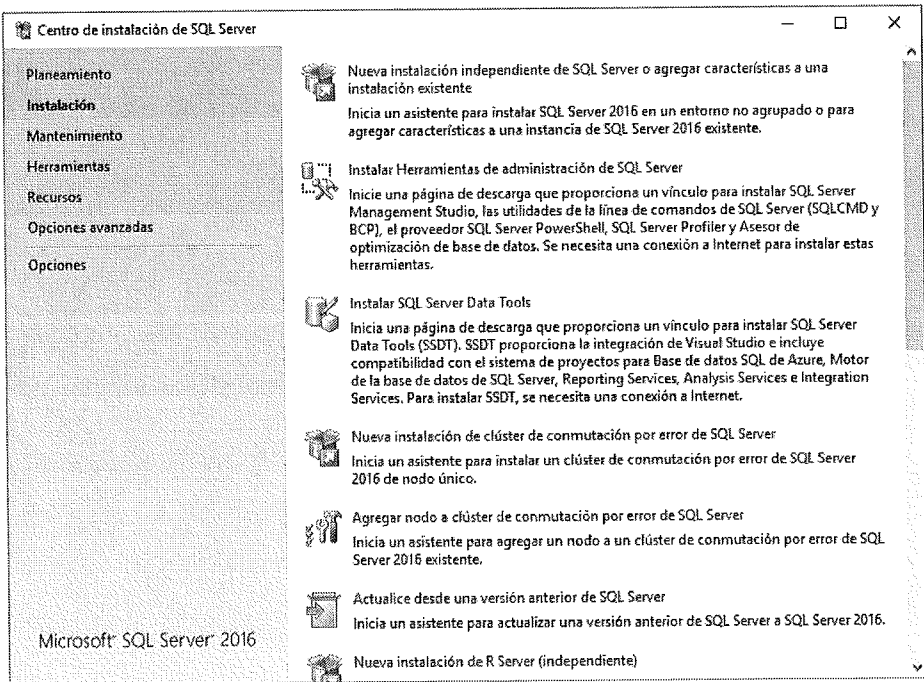 Centro de instalación de SQL Server
Planeamiento
Instalación
Mantenimiento
Herramientas
Recursos
Opciones avanzadas
Opciones
Microsoft® SQL Server® 2016
Nueva instalación independiente de SQL Server o agregar características a una
instalación existente
Inicia un asistente para instalar SQL Server 2016 en un entorno no agrupado o para
agregar características a una instancia de SQL Server 2016 existente.
Instalar Herramientas de administración de SQL Server
Inicie una página de descarga que proporciona un vínculo para instalar SQL Server
Management Studio, las utilidades de la línea de comandos de SQL Server (SQLCMD y
BCP), el proveedor SQL Server PowerShell, SQL Server Profiler y Asesor de
optimización de base de datos. Se necesita una conexión a Internet para instalar estas
herramientas.
Instalar SQL Server Data Tools
Inicia una página de descarga que proporciona un vínculo para instalar SQL Server
Data Tools (SSDT). SSDT proporciona la integración de Visual Studio e incluye
compatibilidad con el sistema de proyectos para Base de datos SQL de Azure, Motor
de la base de datos de SQL Server, Reporting Services, Analysis Services e Integration
Services. Para instalar SSDT, se necesita una conexión a Internet.
Nueva instalación de clúster de conmutación por error de SQL Server
Inicia un asistente para instalar un clúster de conmutación por error de SQL Server
2016 de nodo único.
Agregar nodo a clúster de conmutación por error de SQL Server
Inicia un asistente para agregar un nodo a un clúster de conmutación por error de SQL
Server 2016 existente.
Actualice desde una versión anterior de SQL Server
Inicia un asistente para actualizar una versión anterior de SQL Server a SQL Server 2016.
Nueva instalación de R Server (independiente)